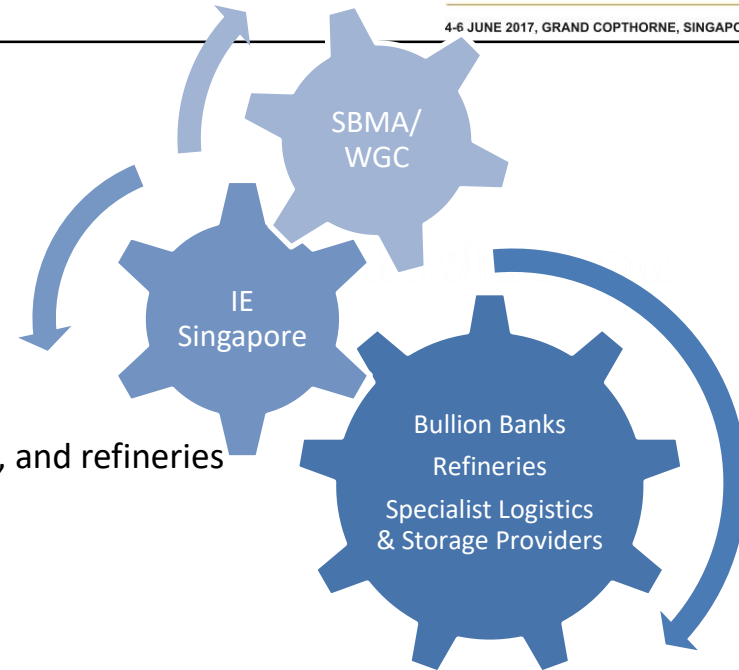 4-6 JUNE 2017, GRAND COPTHORNE, SINGAPO
SBMA/
WGC
IE
Singapore
, and refineries
Bullion Banks
Refineries
Specialist Logistics
& Storage Providers